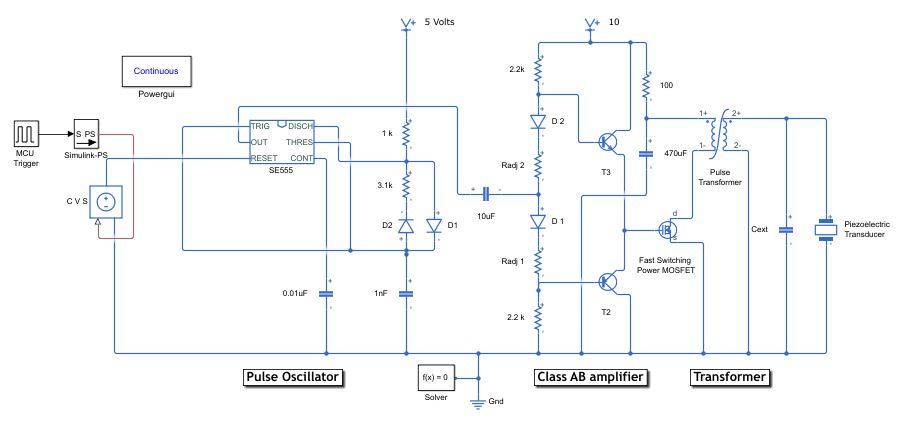 5 Volts
10
Continuous
Powergui
2.2k
100
TRIG DISCH
OUT THRES
RESET CONT
SE555
1 k
D 2
1+ 2+
1- 2-
S PS
MCU
Trigger
Simulink-PS
470uF
Pulse
Transformer
Radj 2
T3
3.1k
C V S
D2
D1
10uF
D 1
d
s
Cext
Piezoelectric
Transducer
Radj 1
Fast Switching
Power MOSFET
0.01uF
1nF
2.2 k
T2
Pulse Oscillator
f(x) = 0
Solver
Gnd
Class AB amplifier
Transformer